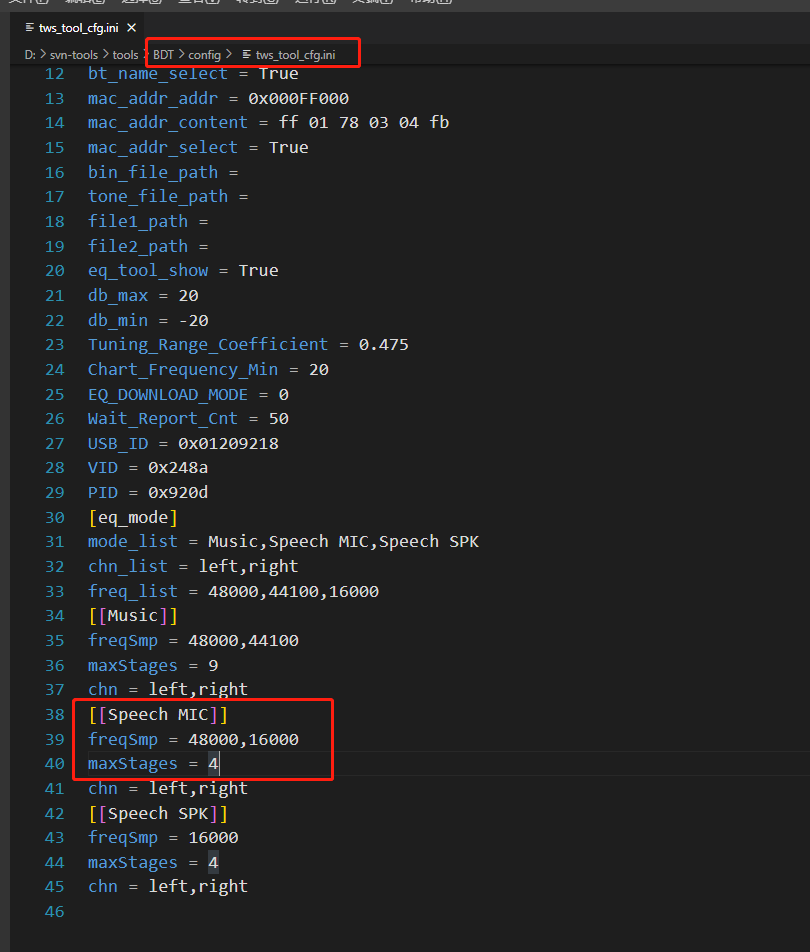 tws_tool_cfg.ini ×
D: > svn-tools > tools > BDT > config > tws_tool_cfg.ini
12 bt_name_select = True
13 mac_addr_addr = 0x000FF000
14 mac_addr_content = ff 01 78 03 04 fb
15 mac_addr_select = True
16 bin_file_path =
17 tone_file_path =
18 file1_path =
19 file2_path =
20 eq_tool_show = True
21 db_max = 20
22 db_min = -20
23 Tuning_Range_Coefficient = 0.475
24 Chart_Frequency_Min = 20
25 EQ_DOWNLOAD_MODE = 0
26 Wait_Report_Cnt = 50
27 USB_ID = 0x01209218
28 VID = 0x248a
29 PID = 0x920d
30 [eq_mode]
31 mode_list = Music,Speech MIC,Speech SPK
32 chn_list = left,right
33 freq_list = 48000,44100,16000
34 [[Music]]
35 freqSmp = 48000,44100
36 maxStages = 9
37 chn = left,right
38 [[Speech MIC]]
39 freqSmp = 48000,16000
40 maxStages = 4
41 chn = left,right
42 [[Speech SPK]]
43 freqSmp = 16000
44 maxStages = 4
45 chn = left,right
46